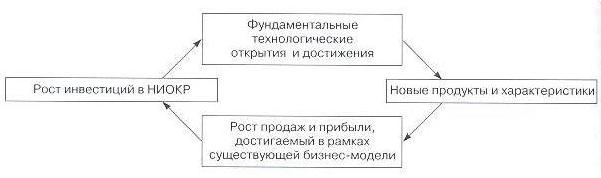 Фундаментальные
технологические
открытия и достижения
Рост инвестиций в НИОКР
Новые продукты и характеристики
Рост продаж и прибыли,
достигаемый в рамках
существующей бизнес-модели